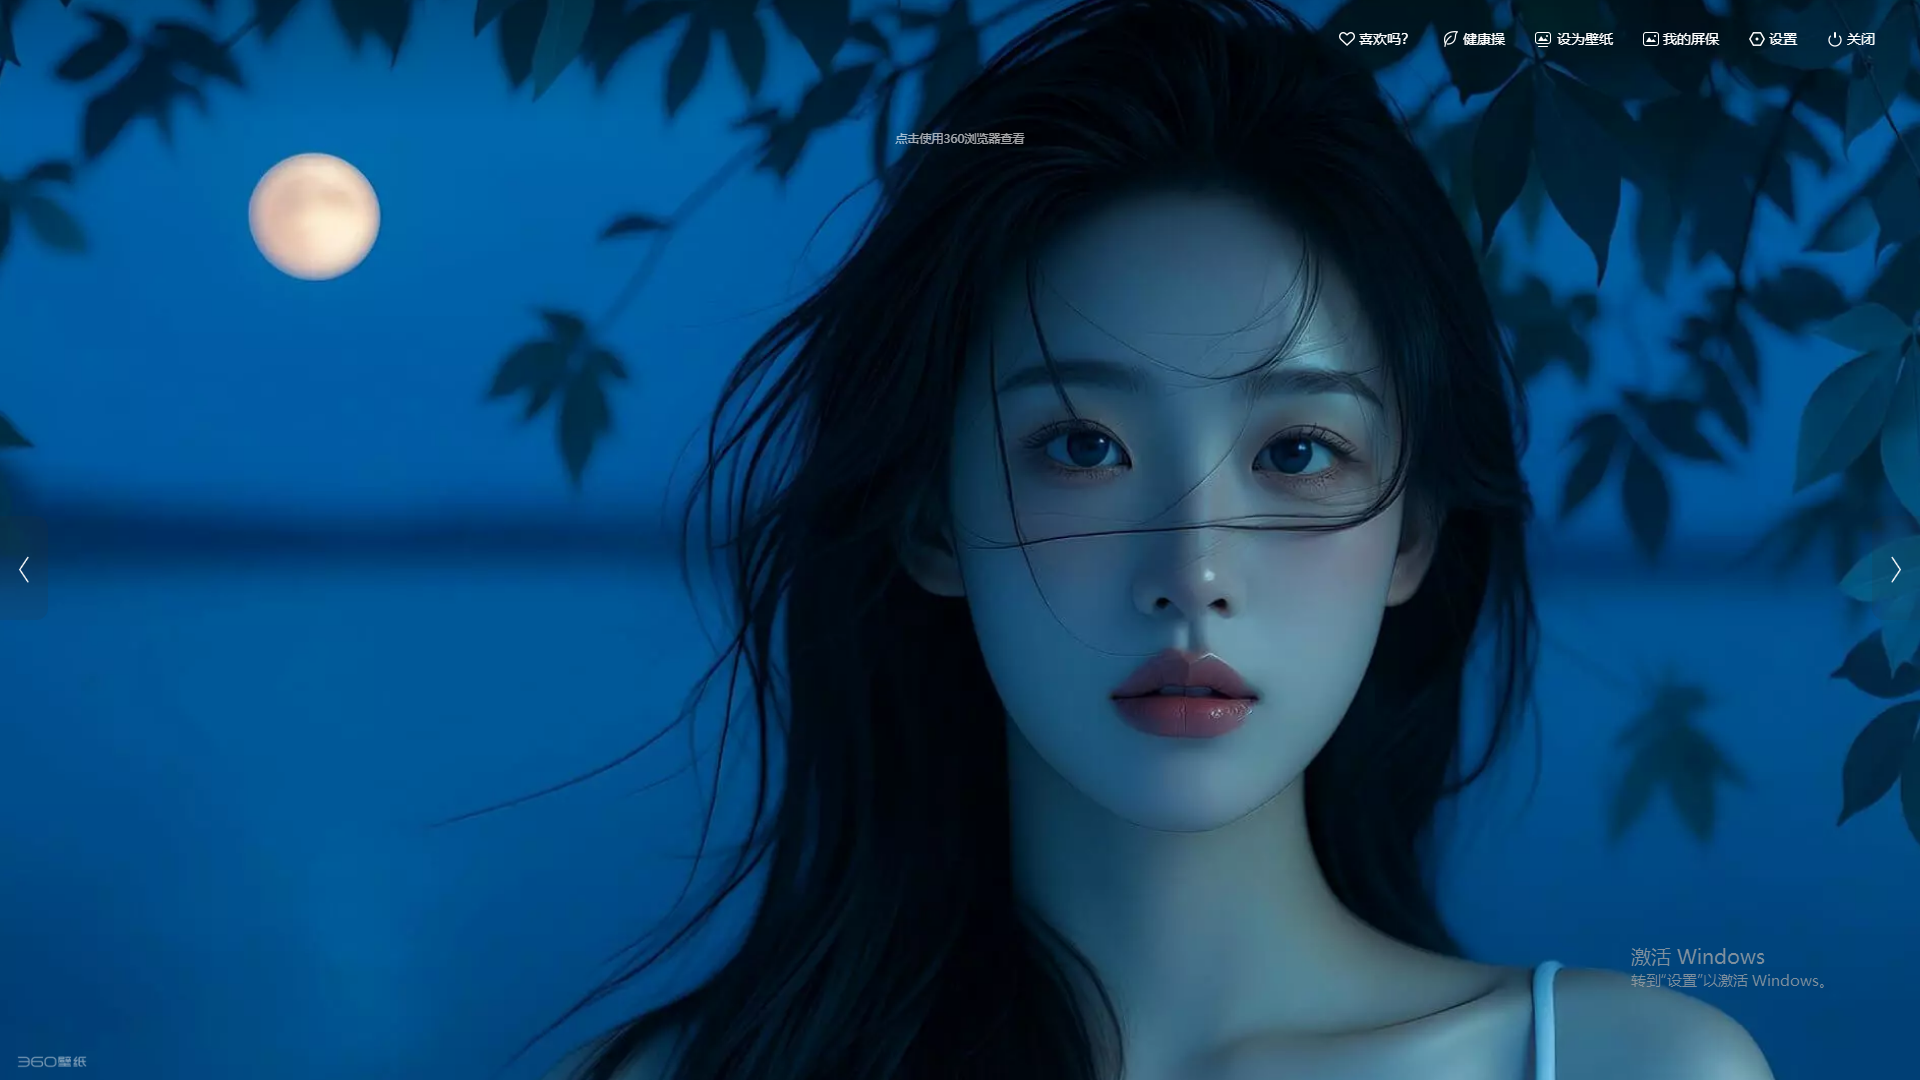 喜欢吗?
健康操
设为壁纸
我的屏保
设置
关闭
点击使用360浏览器查看
激活 Windows
转到"设置"以激活 Windows。
360壁纸